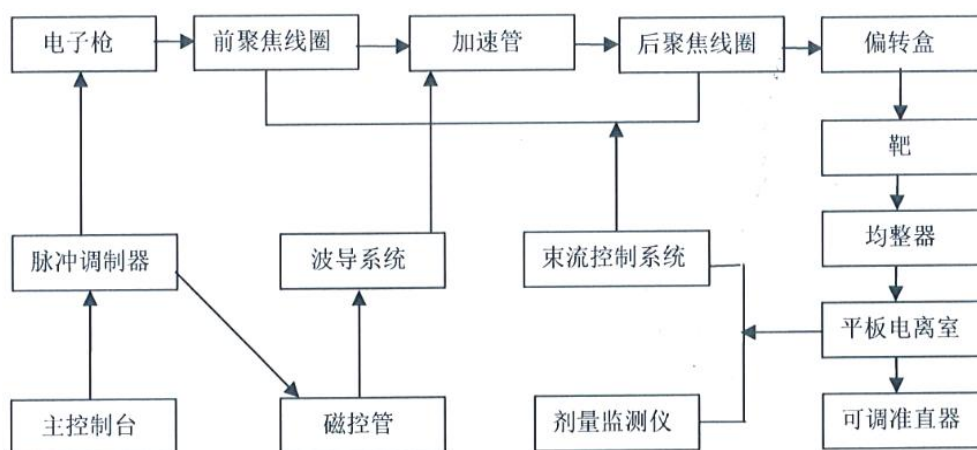 电子枪
前聚焦线圈
加速管
后聚焦线圈
偏转盒
靶
均整器
脉冲调制器
波导系统
束流控制系统
平板电离室
主控制台
磁控管
剂量监测仪
可调准直器